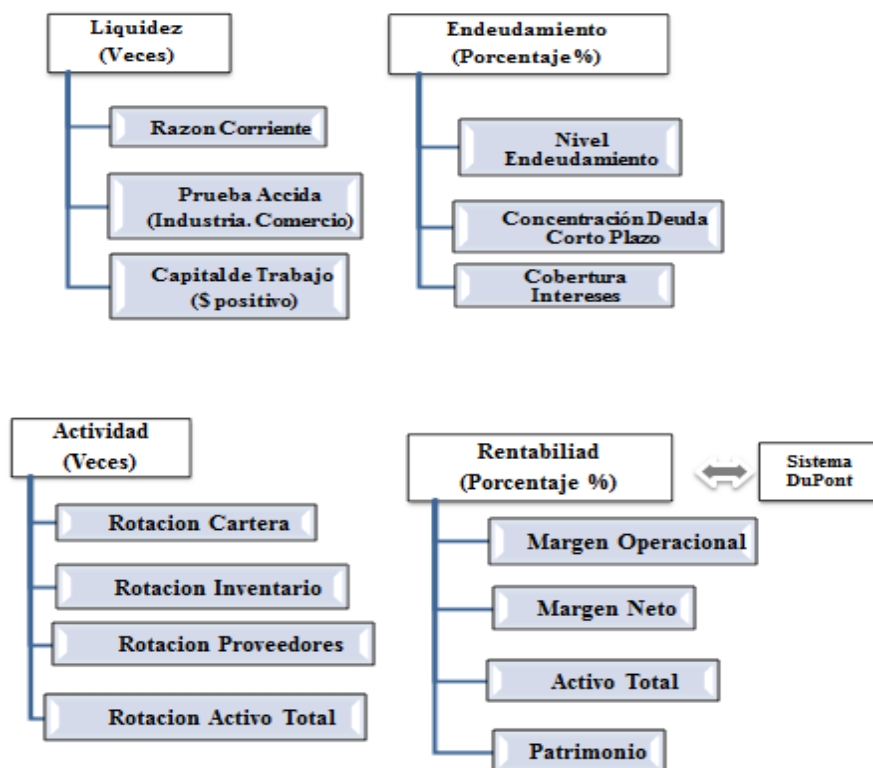 Liquidez
(Veces)
Razon Corriente
Prueba Accida
(Industria. Comercio)
Capital de Trabajo
($ positivo)
Endeudamiento
(Porcentaje %)
Nivel
Endeudamiento
Concentración Deuda
Corto Plazo
Cobertura
Intereses
Actividad
(Veces)
Rotacion Cartera
Rotacion Inventario
Rotacion Proveedores
Rotacion Activo Total
Rentabiliad
(Porcentaje %)
Sistema
DuPont
Margen Operacional
Margen Neto
Activo Total
Patrimonio